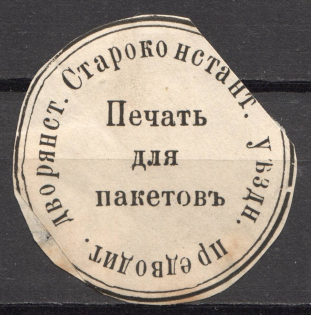 Староконстант. Уѣздн. предводит. дворянст.
Печать
для
пакетовъ